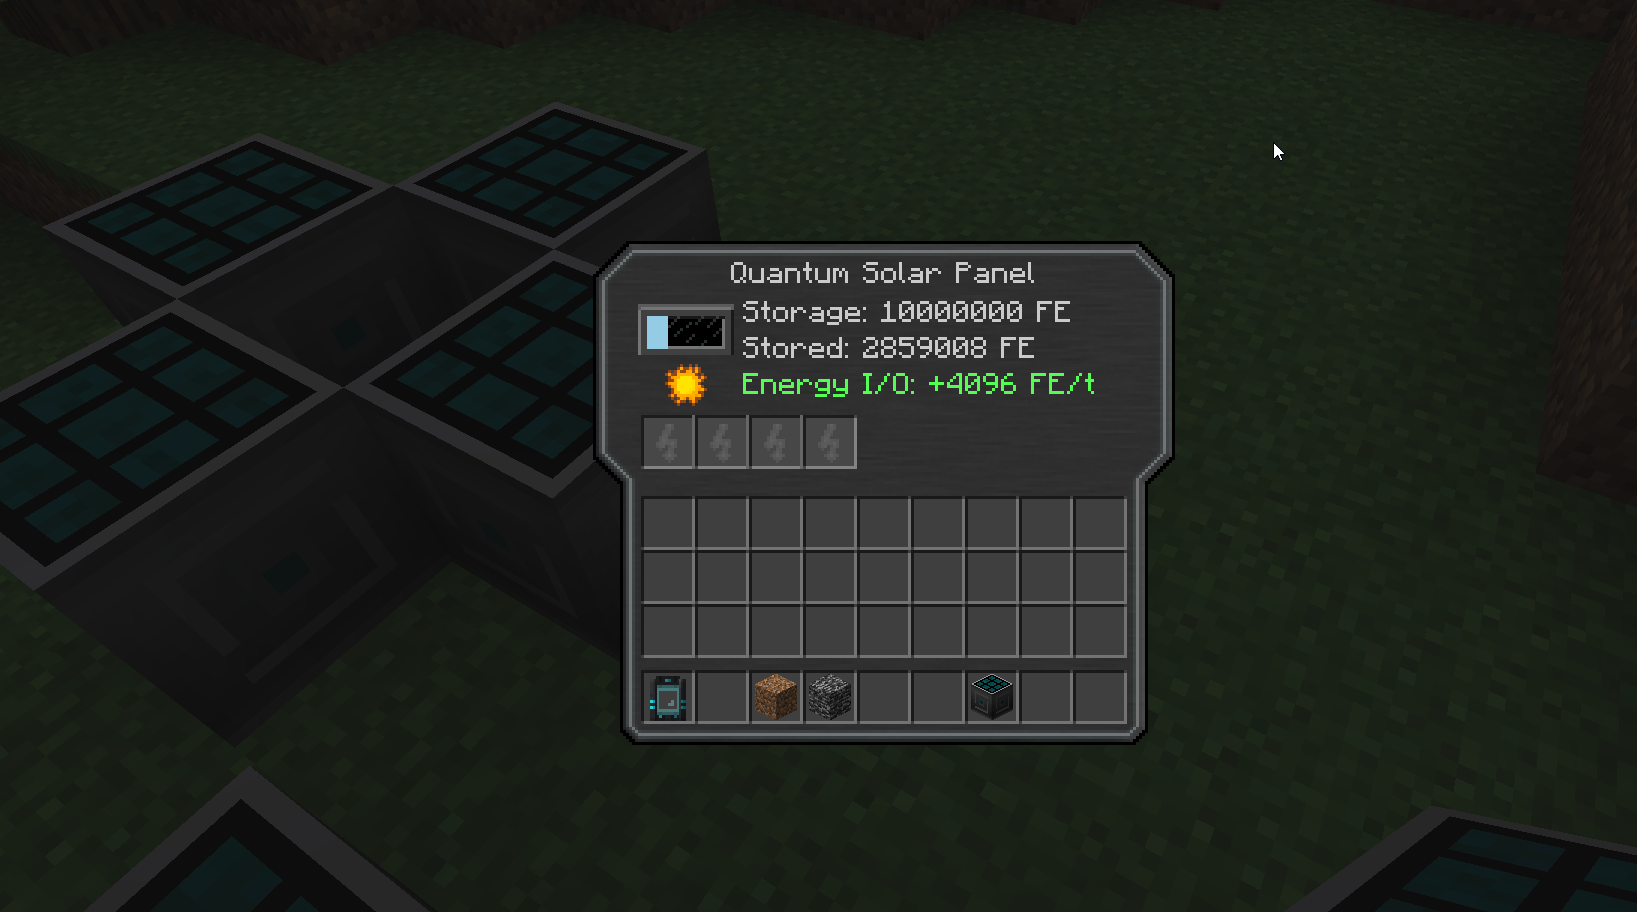 Quantum Solar Panel
Storage: 10000000 FE
Stored: 2859008 FE
Energy I/O: +4096 FE/t